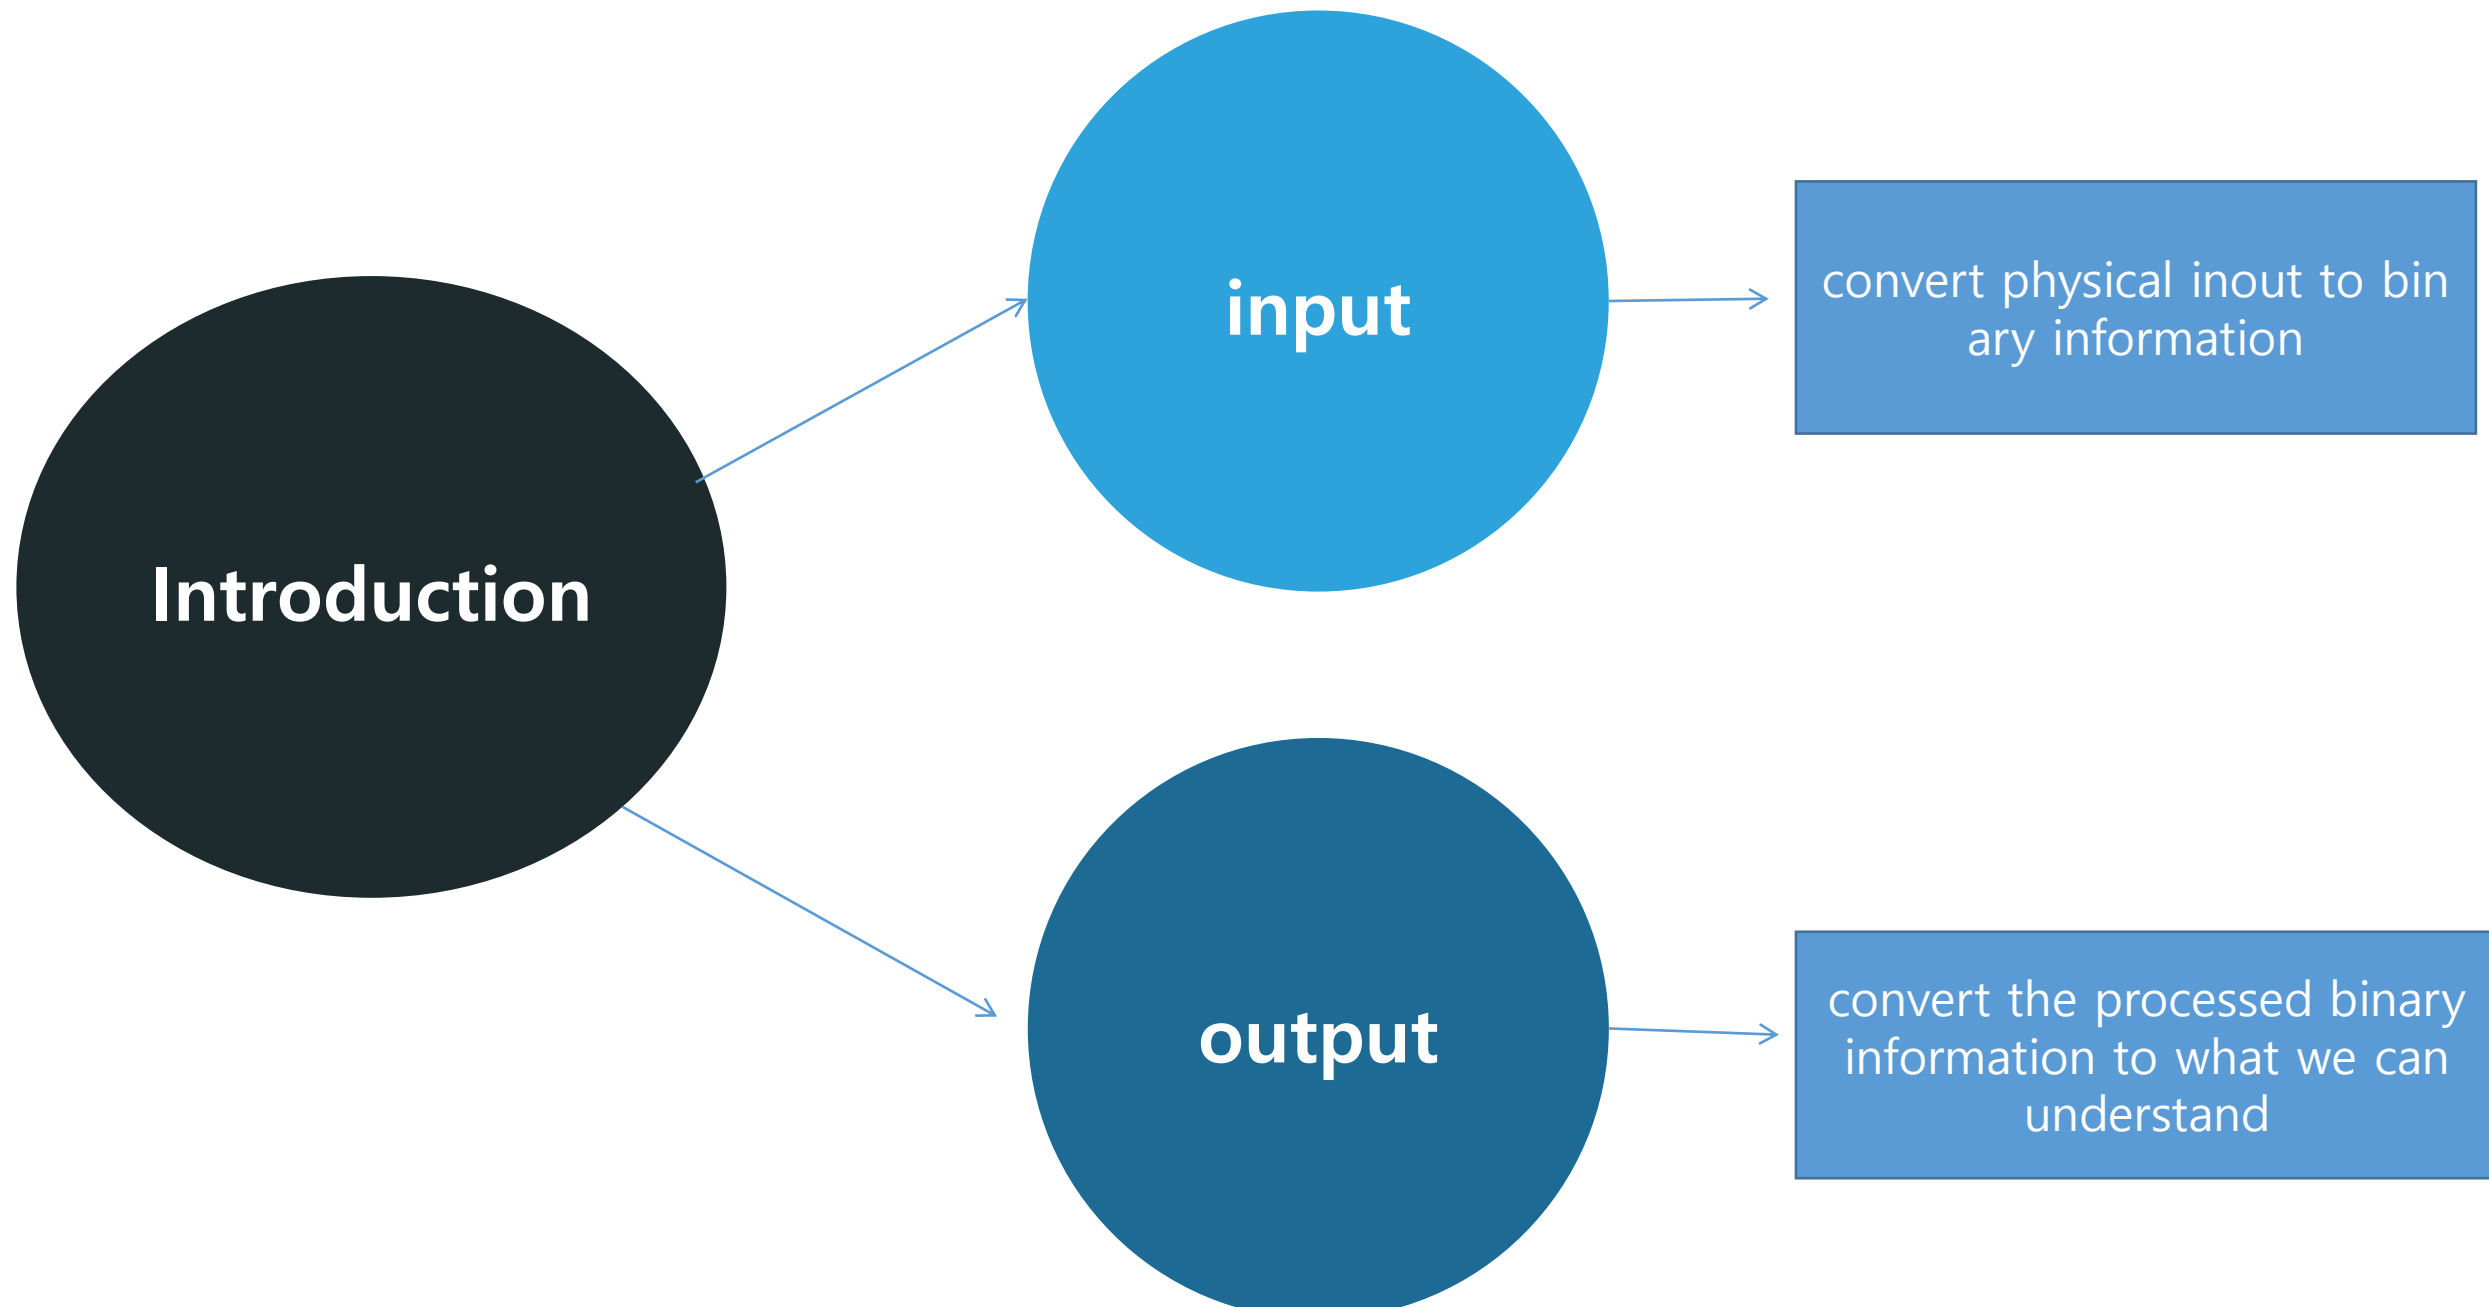 input
convert physical inout to bin
ary information
Introduction
output
convert the processed binary
information to what we can
understand